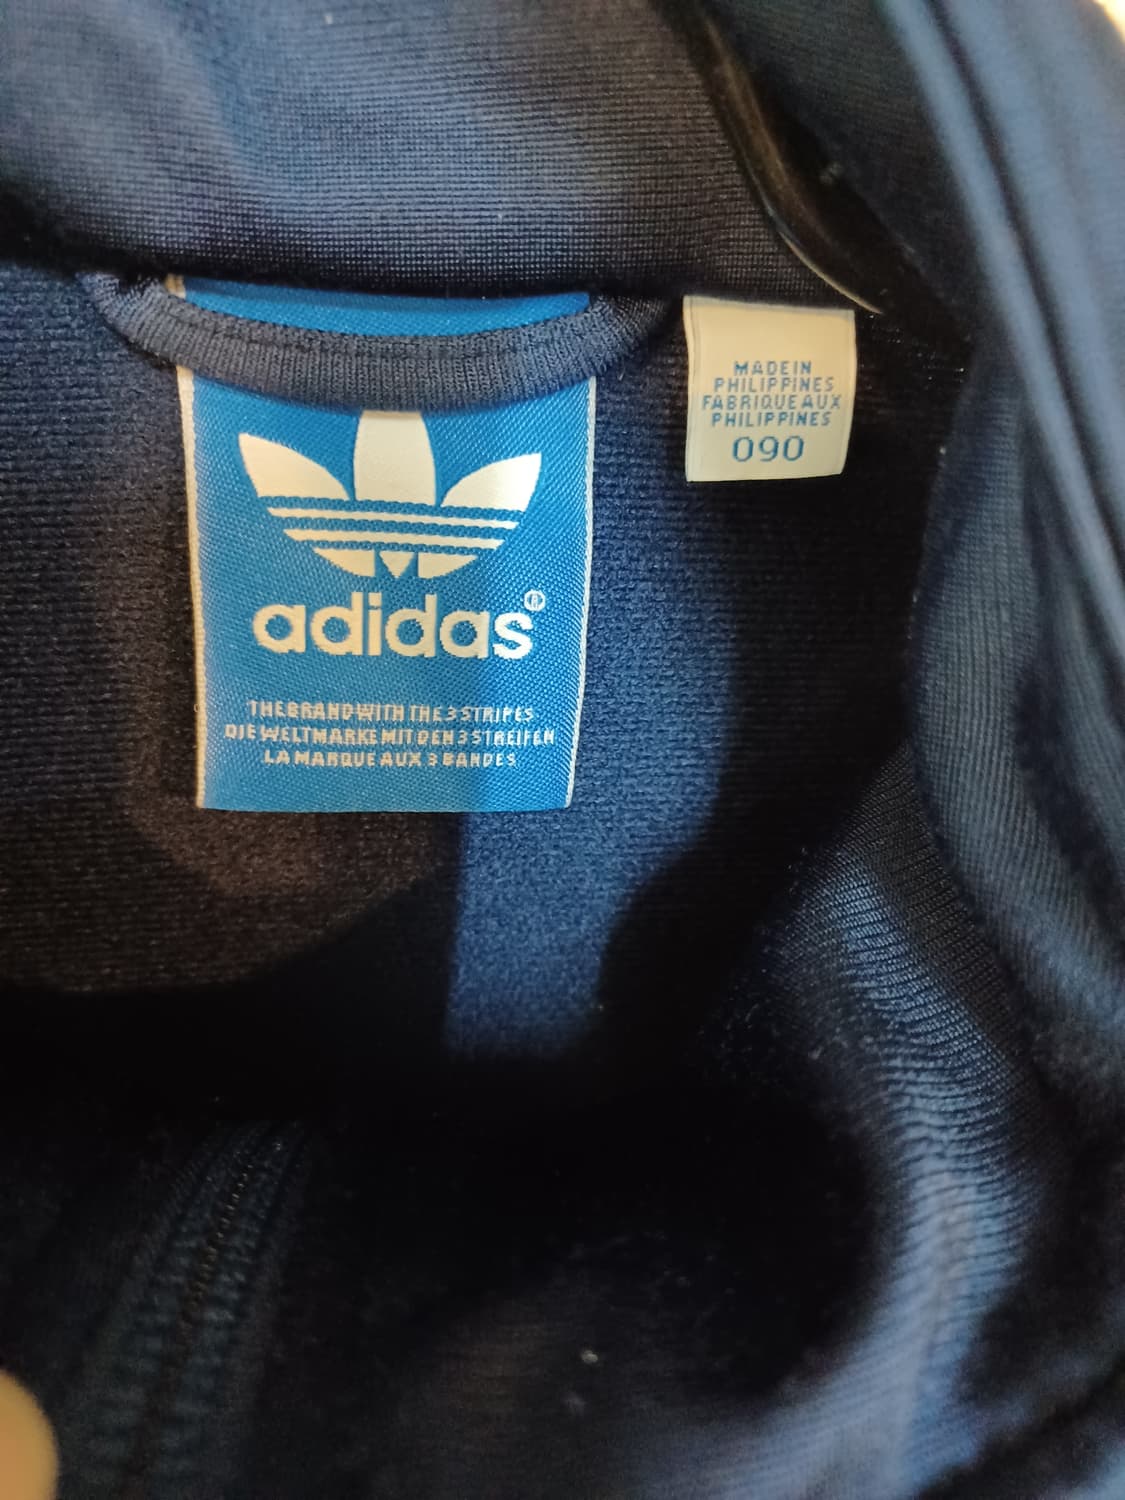 adidas®
THE BRAND WITH THE 3 STRIPES
DIE WELTMARKE MIT DEN 3 STREIFEN
LA MARQUE AUX 3 BANDES
MADE IN
PHILIPPINES
FABRIQUE AUX
PHILIPPINES
090